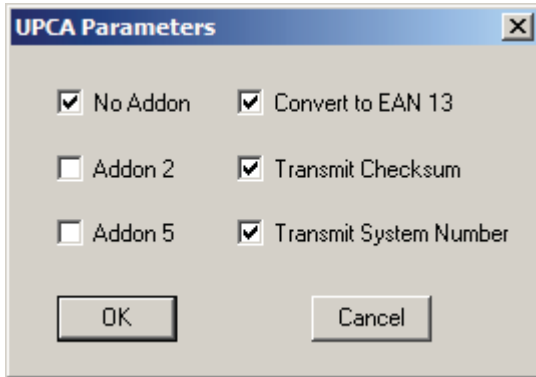 UPCA Parameters
No Addon
Convert to EAN 13
Addon 2
Transmit Checksum
Addon 5
Transmit System Number
OK
Cancel